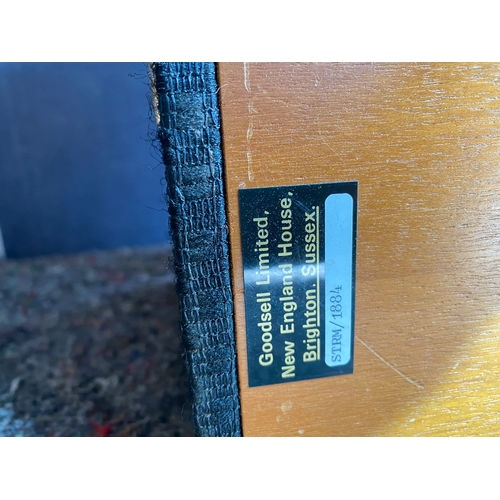 Goodsell Limited,
New England House,
Brighton. Sussex.
STRM/1884